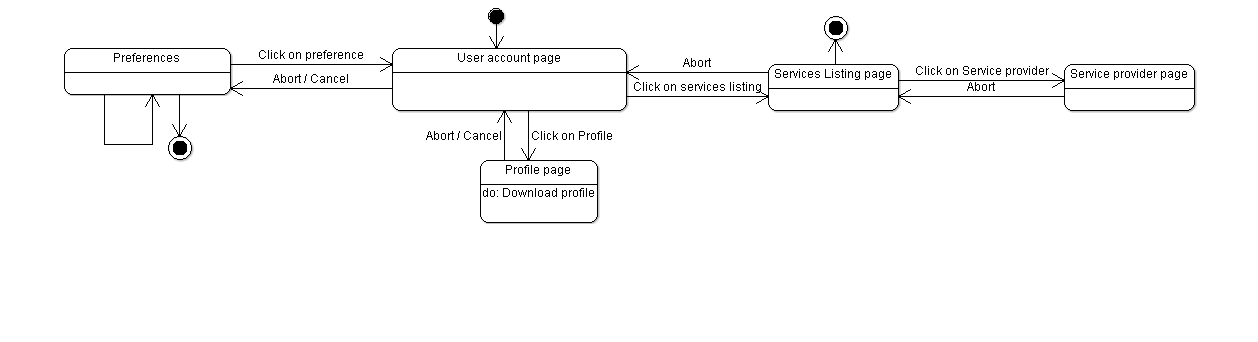 Preferences
Click on preference
Abort / Cancel
User account page
Abort
Click on services listing
Services Listing page
Click on Service provider
Abort
Service provider page
Abort / Cancel
Click on Profile
Profile page
do: Download profile